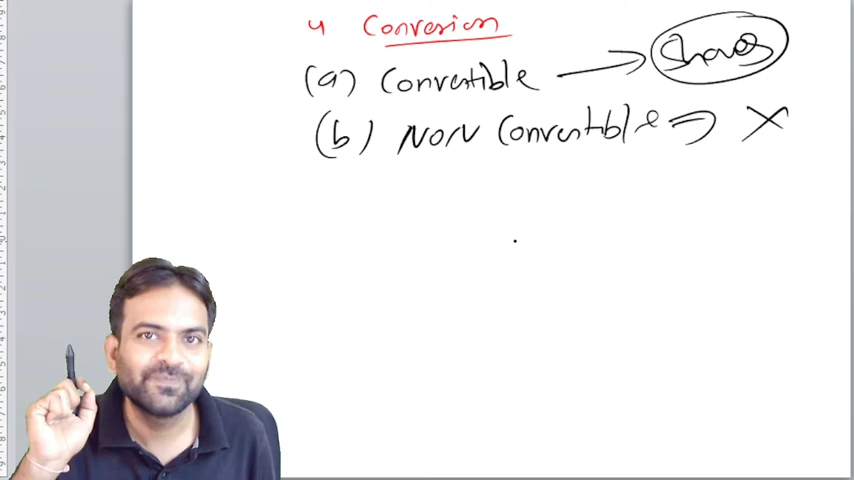 4 Conversion
(a) Convertible → Shares
(b) NON Convertible ⇒ X